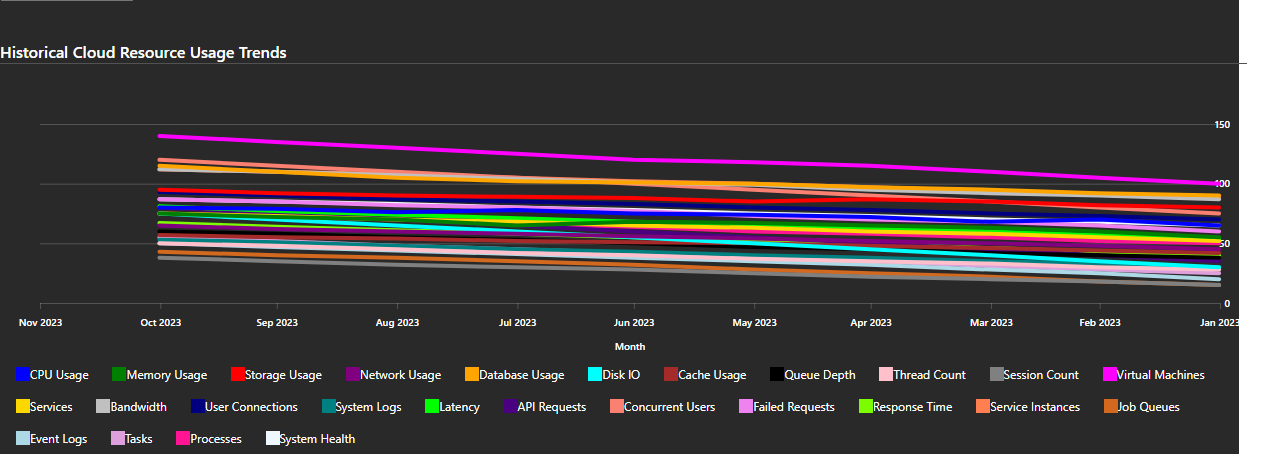 Historical Cloud Resource Usage Trends
150
100
50
0
Nov 2023 Oct 2023 Sep 2023 Aug 2023 Jul 2023 Jun 2023 May 2023 Apr 2023 Mar 2023 Feb 2023 Jan 2023
Month
CPU Usage Memory Usage Storage Usage Network Usage Database Usage Disk IO Cache Usage Queue Depth Thread Count Session Count Virtual Machines
Services Bandwidth User Connections System Logs Latency API Requests Concurrent Users Failed Requests Response Time Service Instances Job Queues
Event Logs Tasks Processes System Health